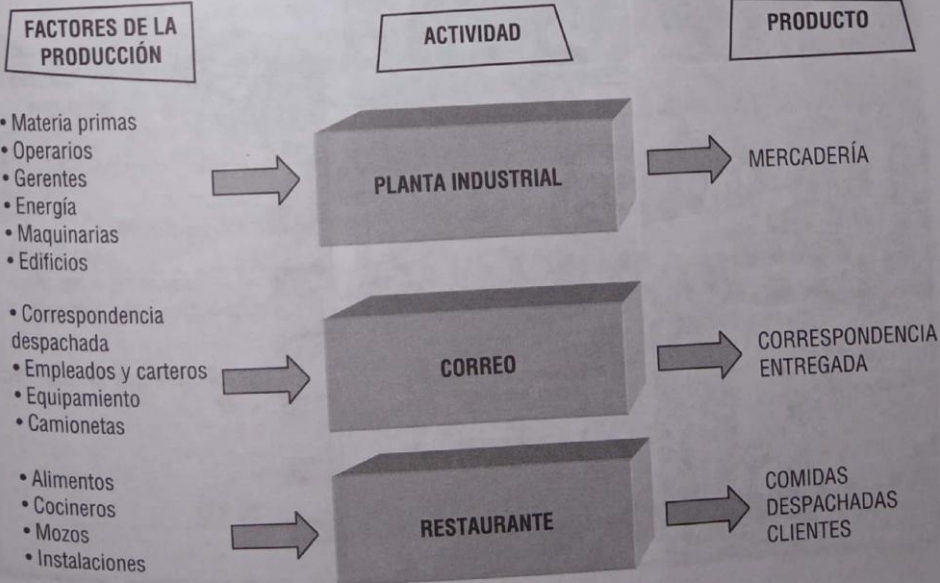 FACTORES DE LA
PRODUCCIÓN
ACTIVIDAD
PRODUCTO
• Materia primas
• Operarios
• Gerentes
• Energía
• Maquinarias
• Edificios
PLANTA INDUSTRIAL
MERCADERÍA
• Correspondencia
despachada
• Empleados y carteros
• Equipamiento
• Camionetas
CORREO
CORRESPONDENCIA
ENTREGADA
• Alimentos
• Cocineros
• Mozos
• Instalaciones
RESTAURANTE
COMIDAS
DESPACHADAS
CLIENTES